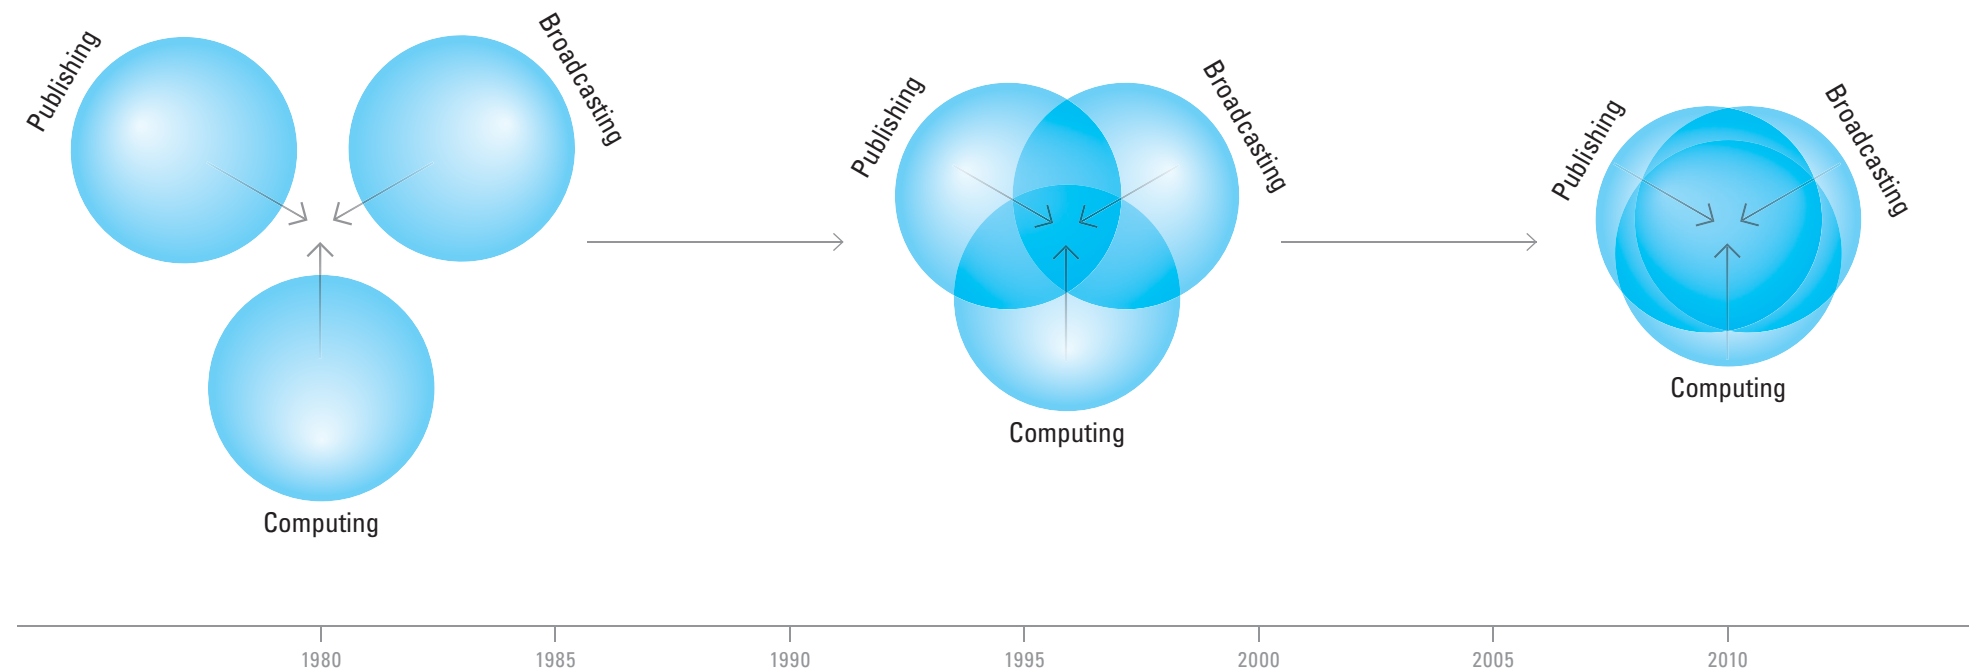 Publishing
Broadcasting
Computing
Publishing
Broadcasting
Computing
Publishing
Broadcasting
Computing
1980
1985
1990
1995
2000
2005
2010